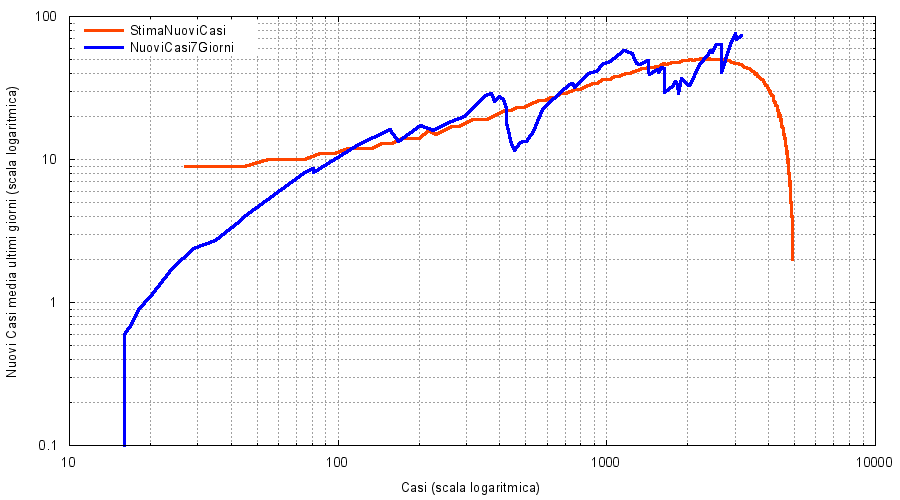 100
StimaNuoviCasi
NuoviCasi7Giorni
10
1
0.1
Nuovi Casi media ultimi giorni (scala logaritmica)
10 100 1000 10000
Casi (scala logaritmica)